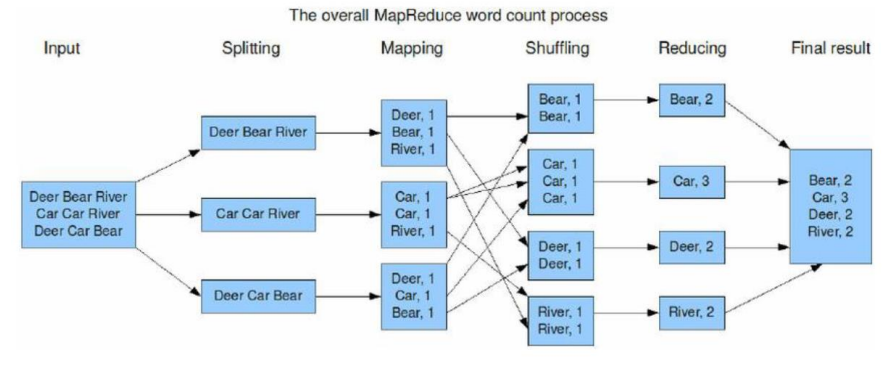 The overall MapReduce word count process
Input
Splitting
Mapping
Shuffling
Reducing
Final result
Deer Bear River
Car Car River
Deer Car Bear
Deer Bear River
Car Car River
Deer Car Bear
Deer, 1
Bear, 1
River, 1
Car, 1
Car, 1
River, 1
Deer, 1
Car, 1
Bear, 1
Bear, 1
Bear, 1
Car, 1
Car, 1
Car, 1
Deer, 1
Deer, 1
River, 1
River, 1
Bear, 2
Car, 3
Deer, 2
River, 2
Bear, 2
Car, 3
Deer, 2
River, 2